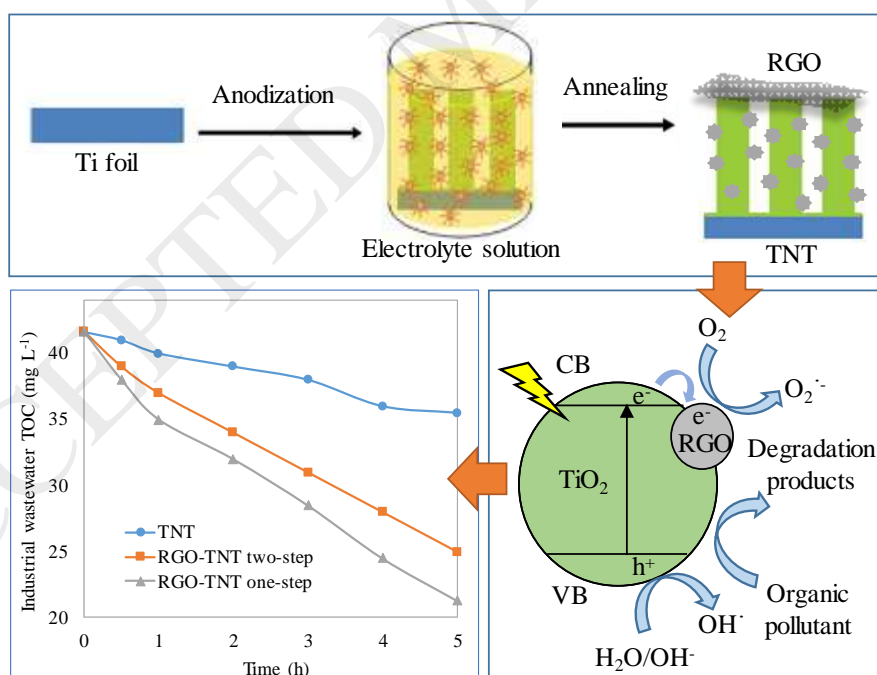 CCEPTED M
RGO
Anodization
Annealing
Ti foil
Electrolyte solution
TNT
Industrial wastewater TOC (mg L-1)
40
35
30
25
20
TNT
RGO-TNT two-step
RGO-TNT one-step
0 1 2 3 4 5
Time (h)
O2
CB
e-
O2·-
e-
RGO
Degradation
products
TiO2
h+
VB
OH·
Organic
pollutant
H2O/OH-